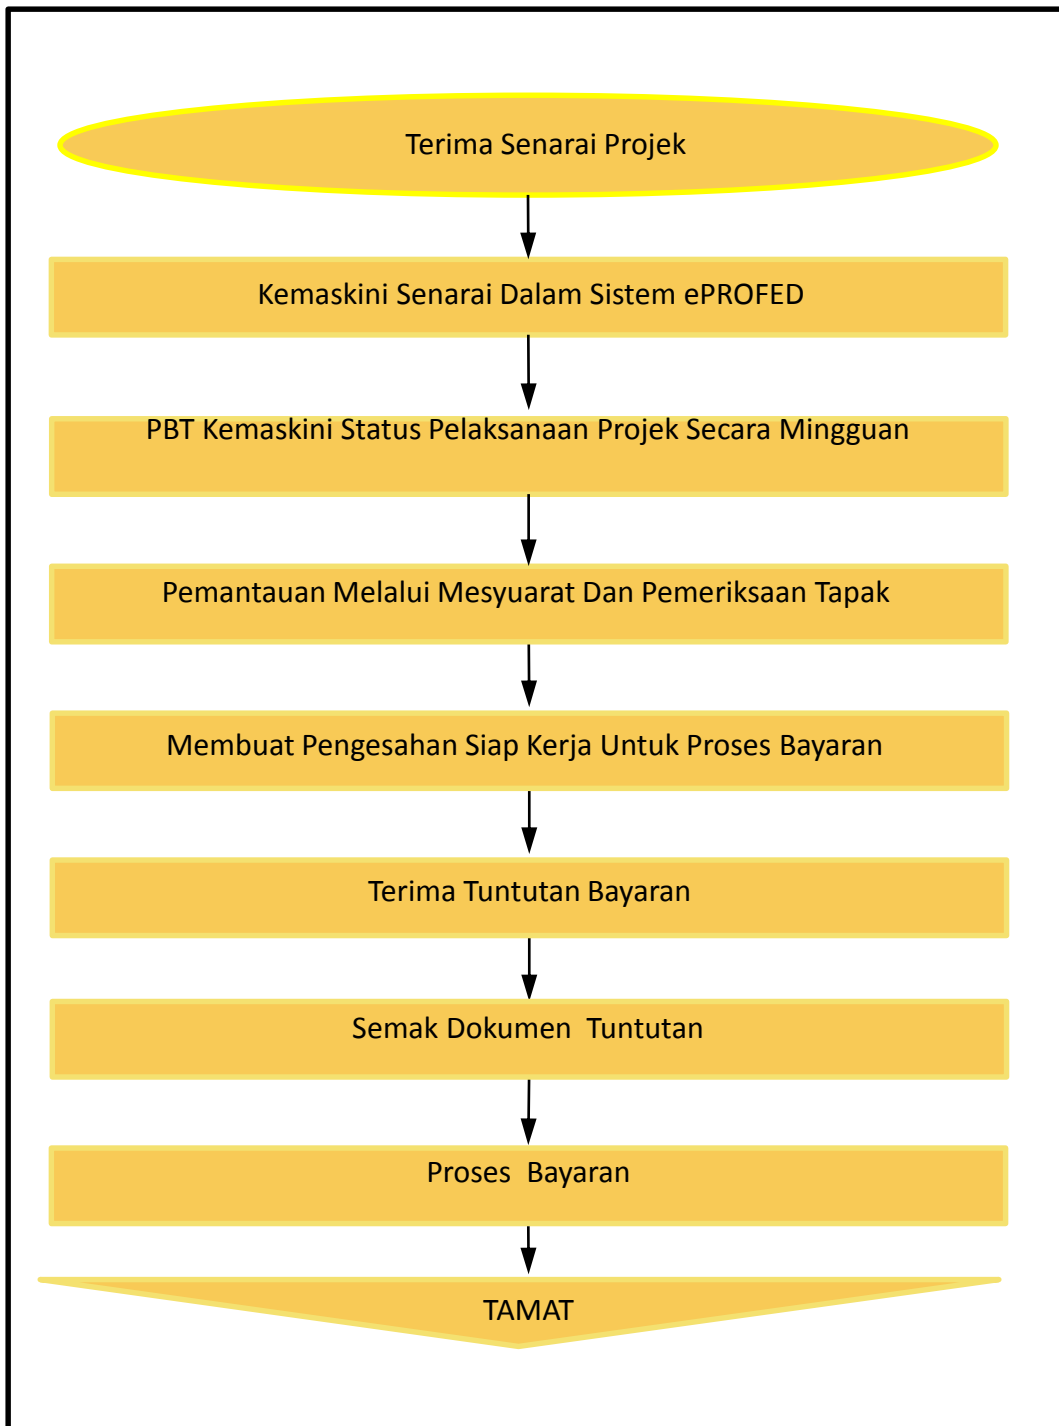 Terima Senarai Projek
Kemaskini Senarai Dalam Sistem ePROFED
PBT Kemaskini Status Pelaksanaan Projek Secara Mingguan
Pemantauan Melalui Mesyuarat Dan Pemeriksaan Tapak
Membuat Pengesahan Siap Kerja Untuk Proses Bayaran
Terima Tuntutan Bayaran
Semak Dokumen  Tuntutan
Proses  Bayaran
TAMAT